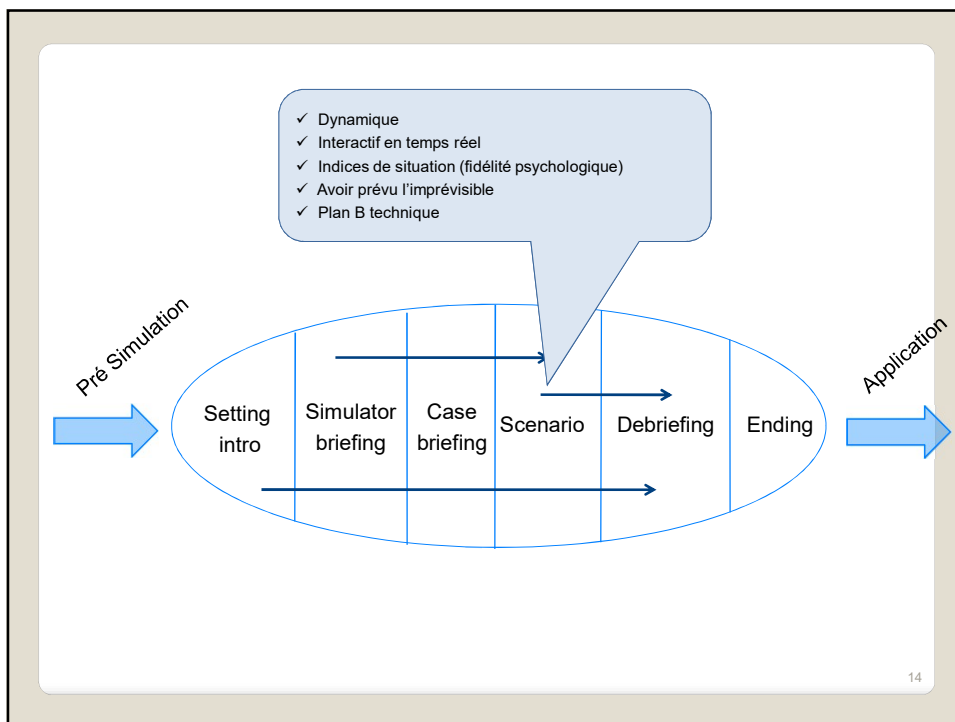 ✓ Dynamique
✓ Interactif en temps réel
✓ Indices de situation (fidélité psychologique)
✓ Avoir prévu l'imprévisible
✓ Plan B technique
Pré Simulation
Setting
intro
Simulator
briefing
Case
briefing
Scenario
Debriefing
Ending
Application
14